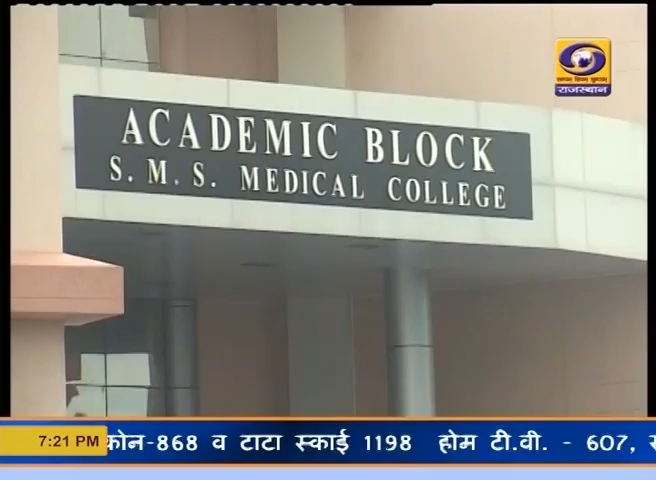 राजस्थान
ACADEMIC BLOCK
S. M. S. MEDICAL COLLEGE
7:21 PM फोन-868 व टाटा स्काई 1198 होम टी.वी. - 607,